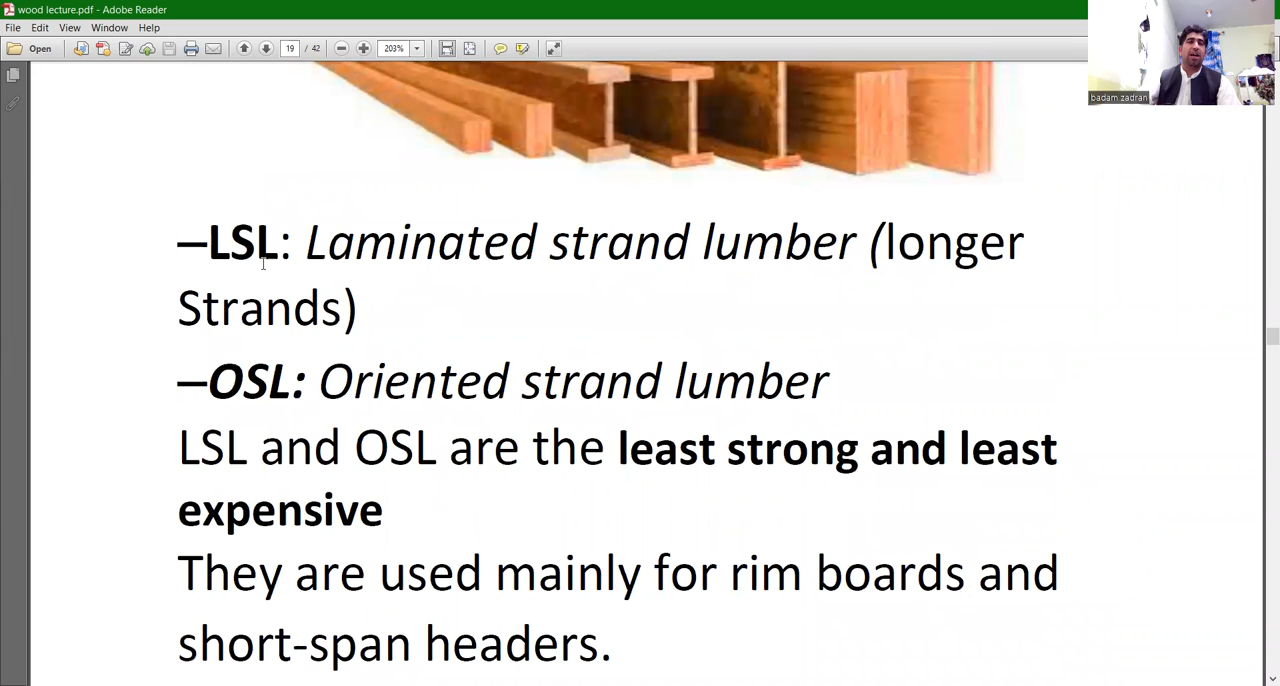 wood lecture.pdf - Adobe Reader
File Edit View Window Help
Open 19 / 42 203%
badam zadran
–LSL: Laminated strand lumber (longer
Strands)
–OSL: Oriented strand lumber
LSL and OSL are the least strong and least
expensive
They are used mainly for rim boards and
short-span headers.